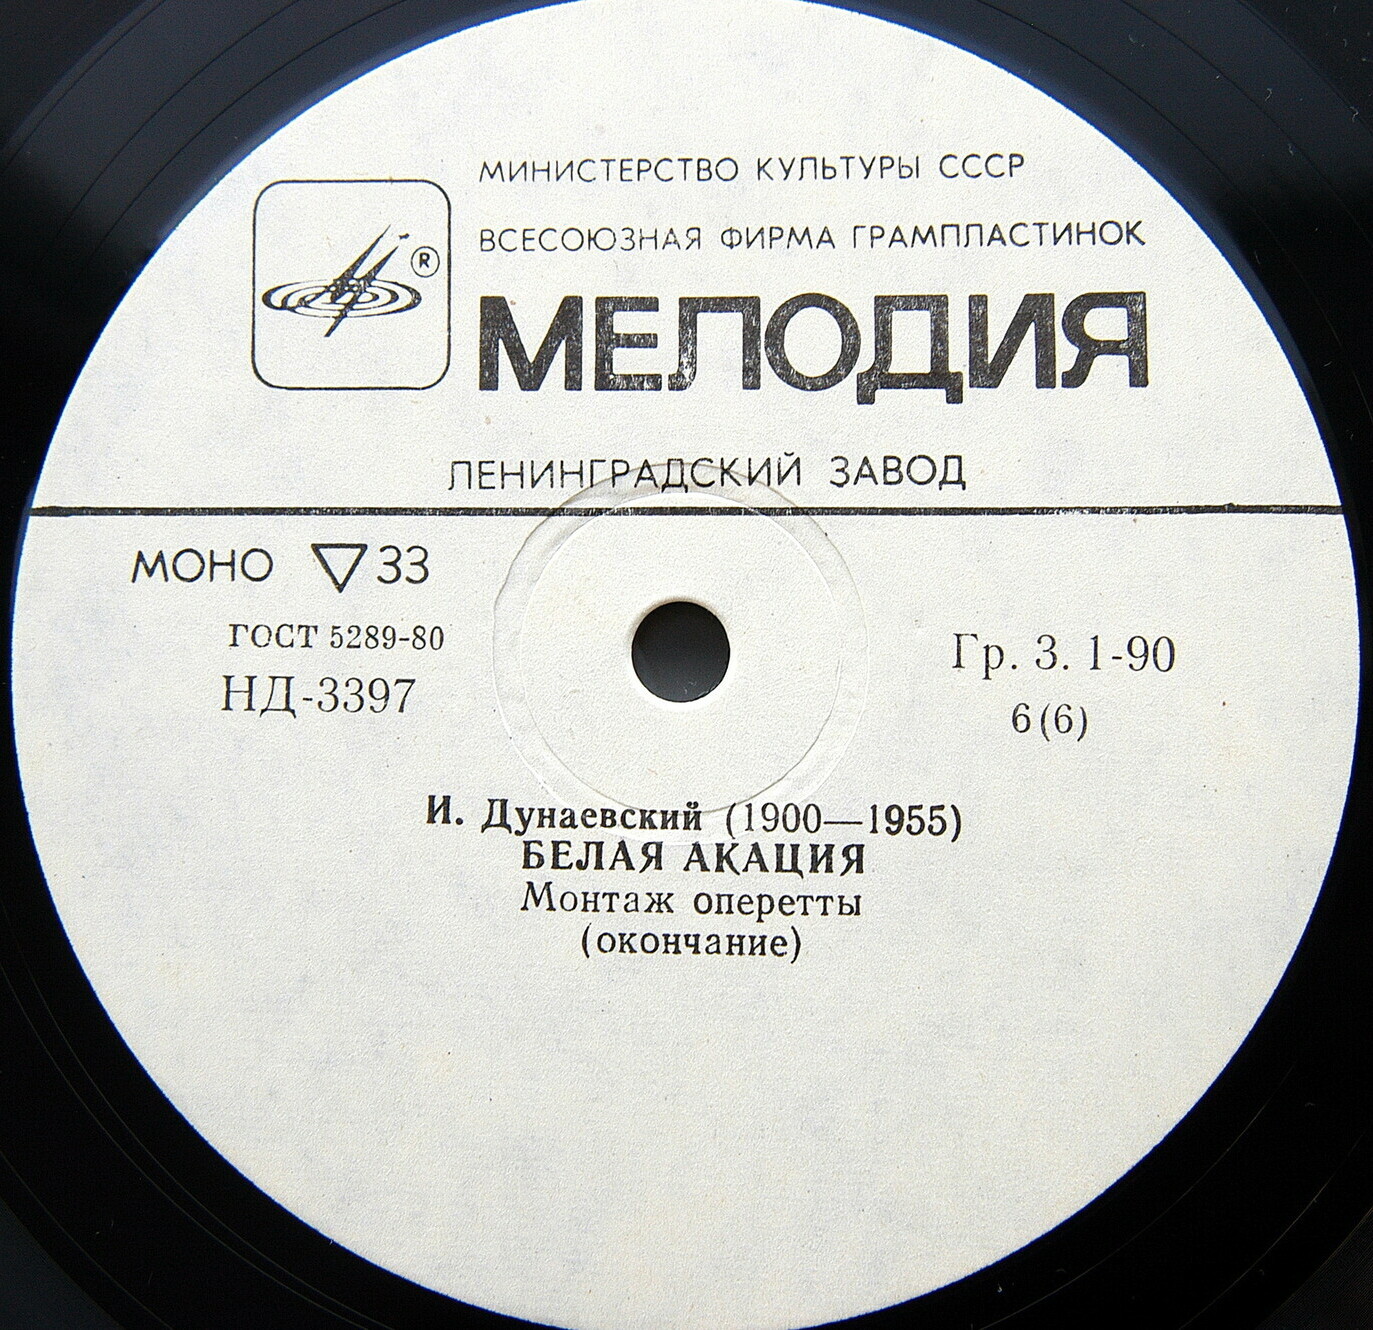 МИНИСТЕРСТВО КУЛЬТУРЫ СССР
ВСЕСОЮЗНАЯ ФИРМА ГРАМПЛАСТИНОК
®
МЕЛОДИЯ
ЛЕНИНГРАДСКИЙ ЗАВОД
МОНО ▽ 33
ГОСТ 5289-80
НД-3397
Гр. 3. 1-90
6(6)
И. Дунаевский (1900—1955)
БЕЛАЯ АКАЦИЯ
Монтаж оперетты
(окончание)